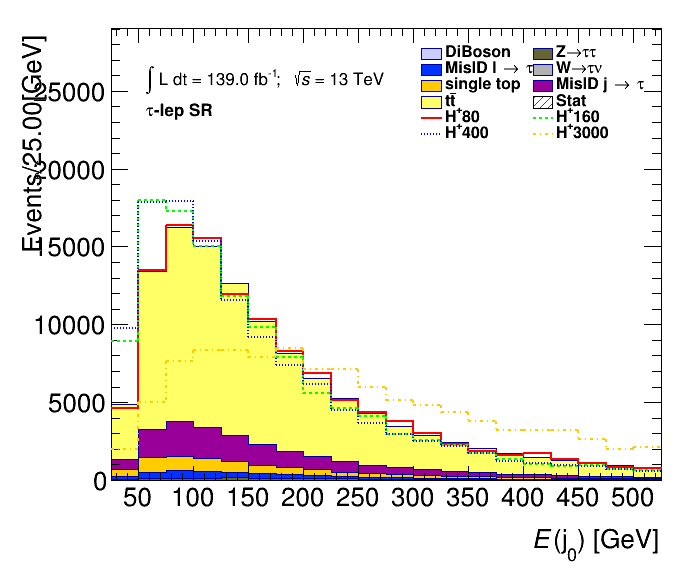 Events/25.00[GeV]
∫ L dt = 139.0 fb⁻¹; √s = 13 TeV
τ-lep SR
DiBoson Z→ττ
MisID l → τ W→τν
single top MisID j → τ
tt̄ Stat
H⁺80 H⁺160
H⁺400 H⁺3000
25000
20000
15000
10000
5000
0
50 100 150 200 250 300 350 400 450 500
E(j₀) [GeV]